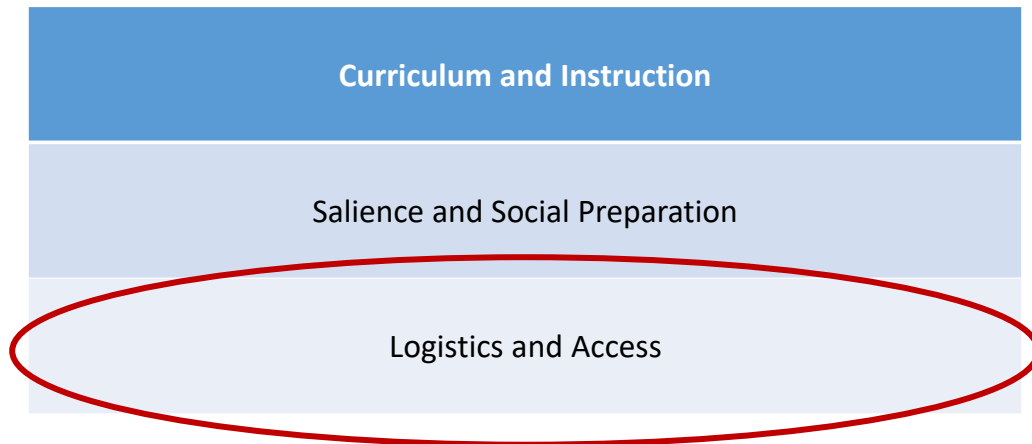 Curriculum and Instruction
Salience and Social Preparation
Logistics and Access